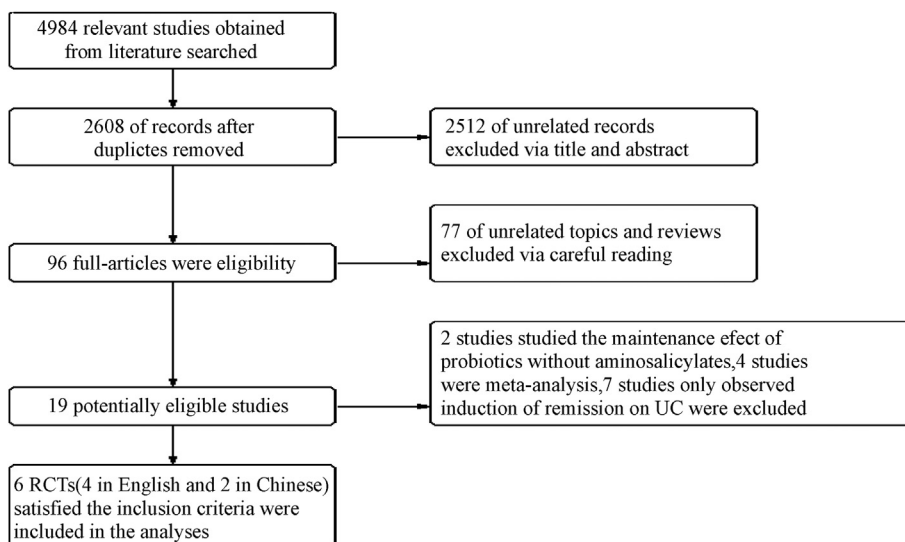 4984 relevant studies obtained
from literature searched
2608 of records after
duplictes removed
2512 of unrelated records
excluded via title and abstract
96 full-articles were eligibility
77 of unrelated topics and reviews
excluded via careful reading
19 potentially eligible studies
2 studies studied the maintenance efect of
probiotics without aminosalicylates,4 studies
were meta-analysis,7 studies only observed
induction of remission on UC were excluded
6 RCTs(4 in English and 2 in Chinese)
satisfied the inclusion criteria were
included in the analyses